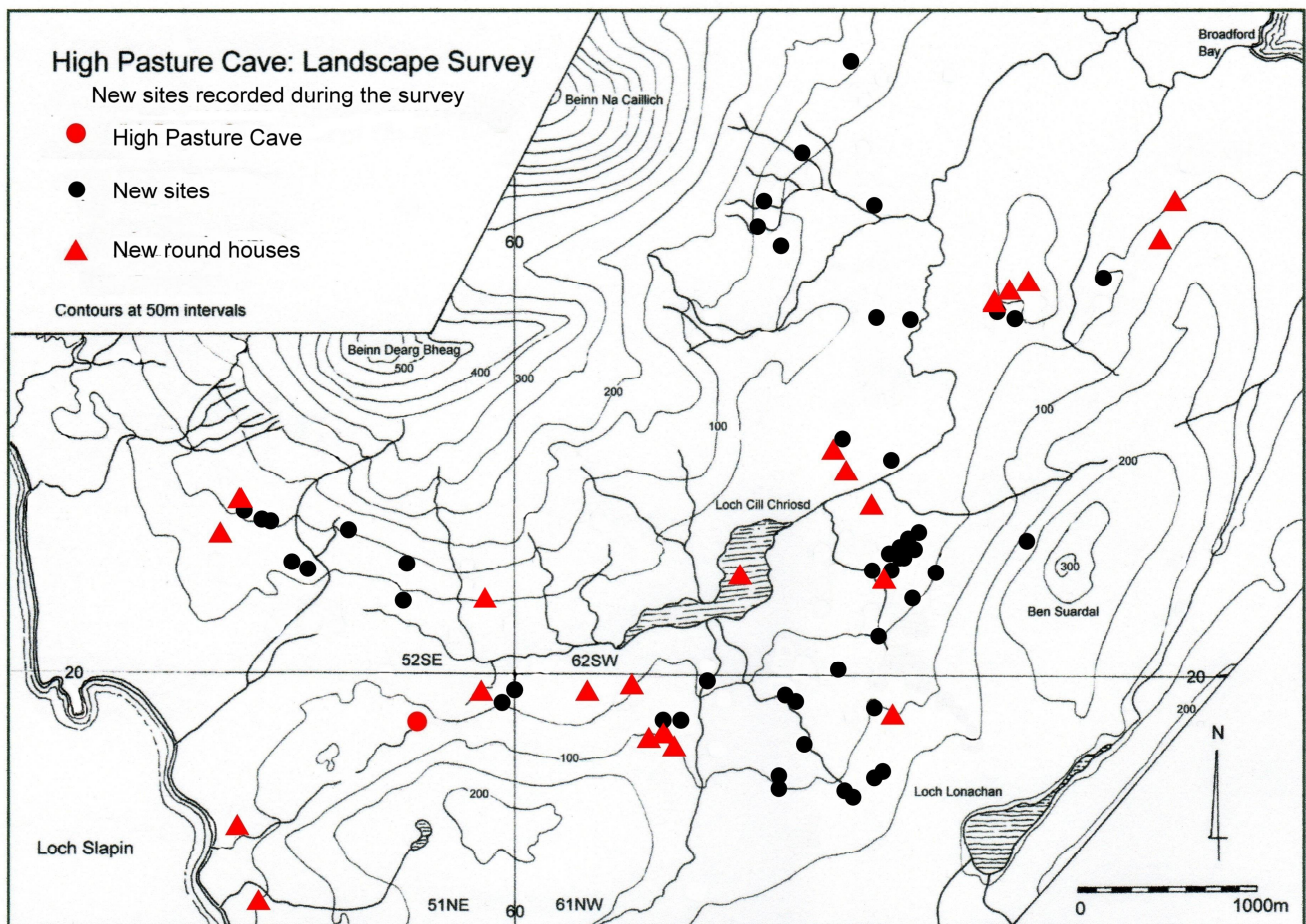 High Pasture Cave: Landscape Survey
New sites recorded during the survey
High Pasture Cave
New sites
New round houses
Contours at 50m intervals
Broadford
Bay
Beinn Na Caillich
60
Beinn Dearg Bheag
500
400
300
200
100
100
200
Loch Cill Chriosd
300
Ben Suardal
52SE
62SW
20
20
200
N
100
200
Loch Lonachan
Loch Slapin
51NE
61NW
60
0
1000m